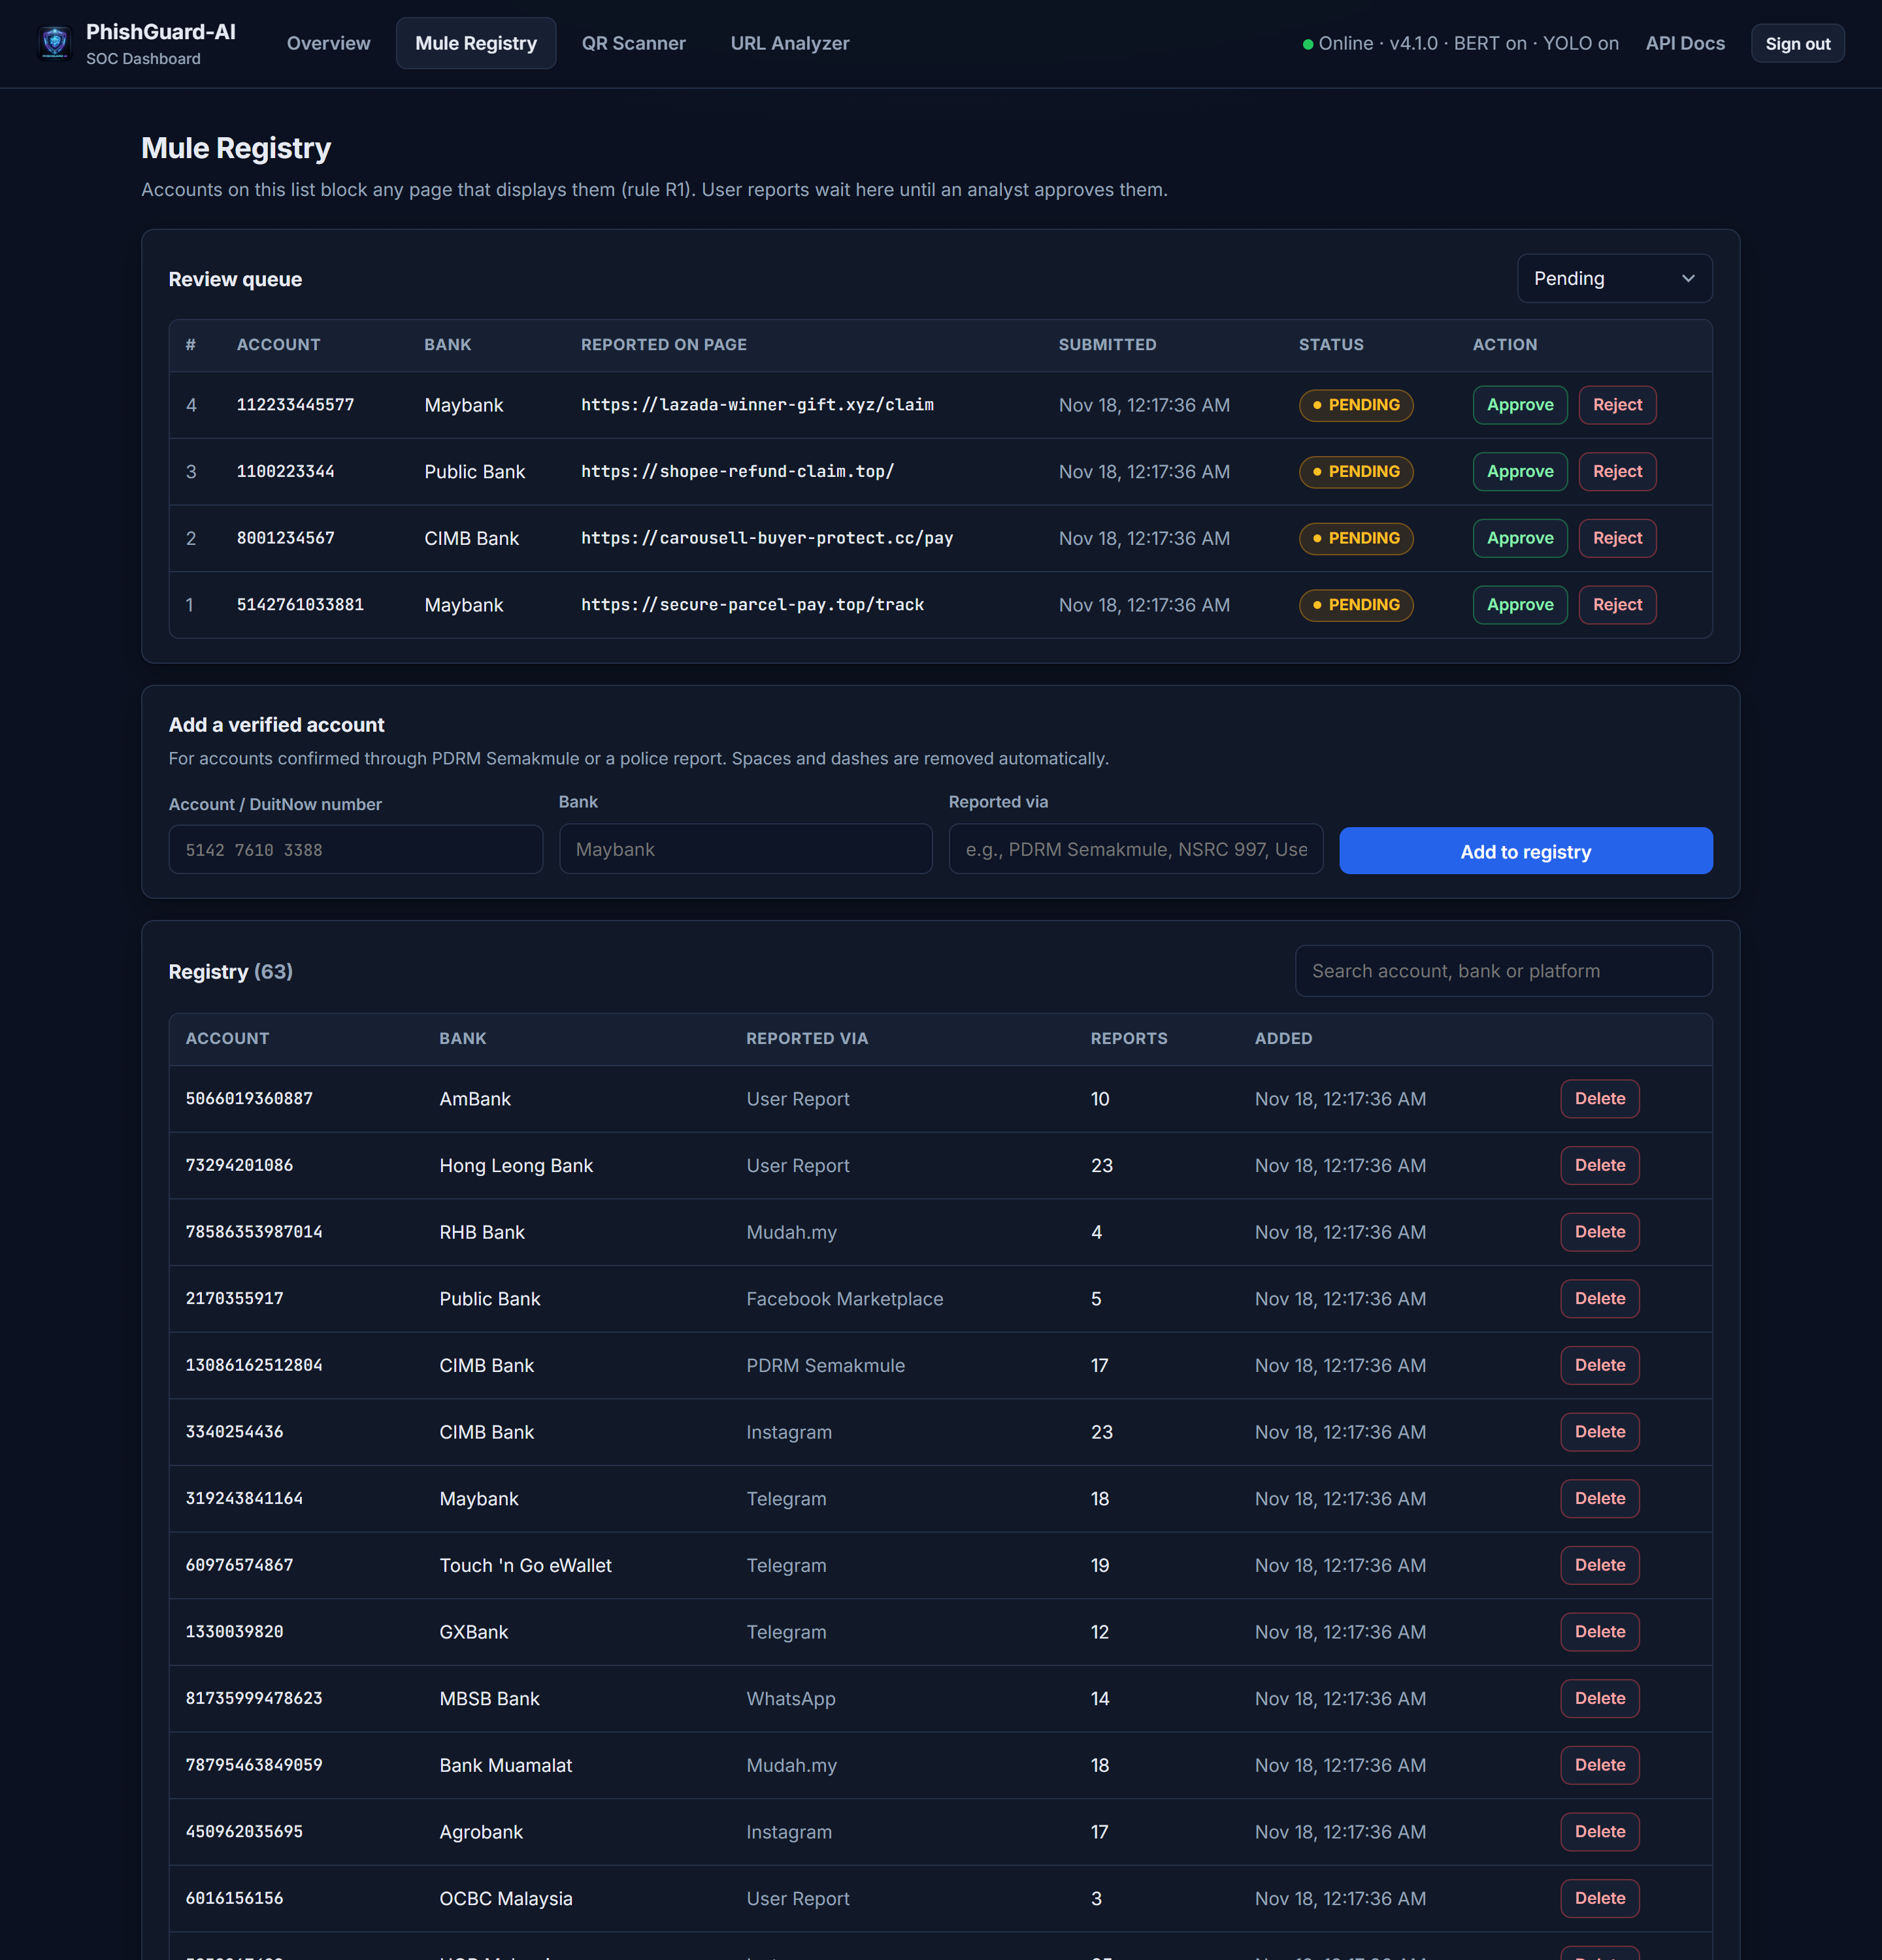 PhishGuard-AI
SOC Dashboard
Overview
Mule Registry
QR Scanner
URL Analyzer
Online · v4.1.0 · BERT on · YOLO on
API Docs
Sign out
Mule Registry
Accounts on this list block any page that displays them (rule R1). User reports wait here until an analyst approves them.
Review queue
Pending
# ACCOUNT BANK REPORTED ON PAGE SUBMITTED STATUS ACTION
4 112233445577 Maybank https://lazada-winner-gift.xyz/claim Nov 18, 12:17:36 AM PENDING Approve Reject
3 1100223344 Public Bank https://shopee-refund-claim.top/ Nov 18, 12:17:36 AM PENDING Approve Reject
2 8001234567 CIMB Bank https://carousell-buyer-protect.cc/pay Nov 18, 12:17:36 AM PENDING Approve Reject
1 5142761033881 Maybank https://secure-parcel-pay.top/track Nov 18, 12:17:36 AM PENDING Approve Reject
Add a verified account
For accounts confirmed through PDRM Semakmule or a police report. Spaces and dashes are removed automatically.
Account / DuitNow number Bank Reported via
5142 7610 3388 Maybank e.g., PDRM Semakmule, NSRC 997, Use Add to registry
Registry (63)
Search account, bank or platform
ACCOUNT BANK REPORTED VIA REPORTS ADDED
5066019360887 AmBank User Report 10 Nov 18, 12:17:36 AM Delete
73294201086 Hong Leong Bank User Report 23 Nov 18, 12:17:36 AM Delete
78586353987014 RHB Bank Mudah.my 4 Nov 18, 12:17:36 AM Delete
2170355917 Public Bank Facebook Marketplace 5 Nov 18, 12:17:36 AM Delete
13086162512804 CIMB Bank PDRM Semakmule 17 Nov 18, 12:17:36 AM Delete
3340254436 CIMB Bank Instagram 23 Nov 18, 12:17:36 AM Delete
319243841164 Maybank Telegram 18 Nov 18, 12:17:36 AM Delete
60976574867 Touch 'n Go eWallet Telegram 19 Nov 18, 12:17:36 AM Delete
1330039820 GXBank Telegram 12 Nov 18, 12:17:36 AM Delete
81735999478623 MBSB Bank WhatsApp 14 Nov 18, 12:17:36 AM Delete
78795463849059 Bank Muamalat Mudah.my 18 Nov 18, 12:17:36 AM Delete
450962035695 Agrobank Instagram 17 Nov 18, 12:17:36 AM Delete
6016156156 OCBC Malaysia User Report 3 Nov 18, 12:17:36 AM Delete